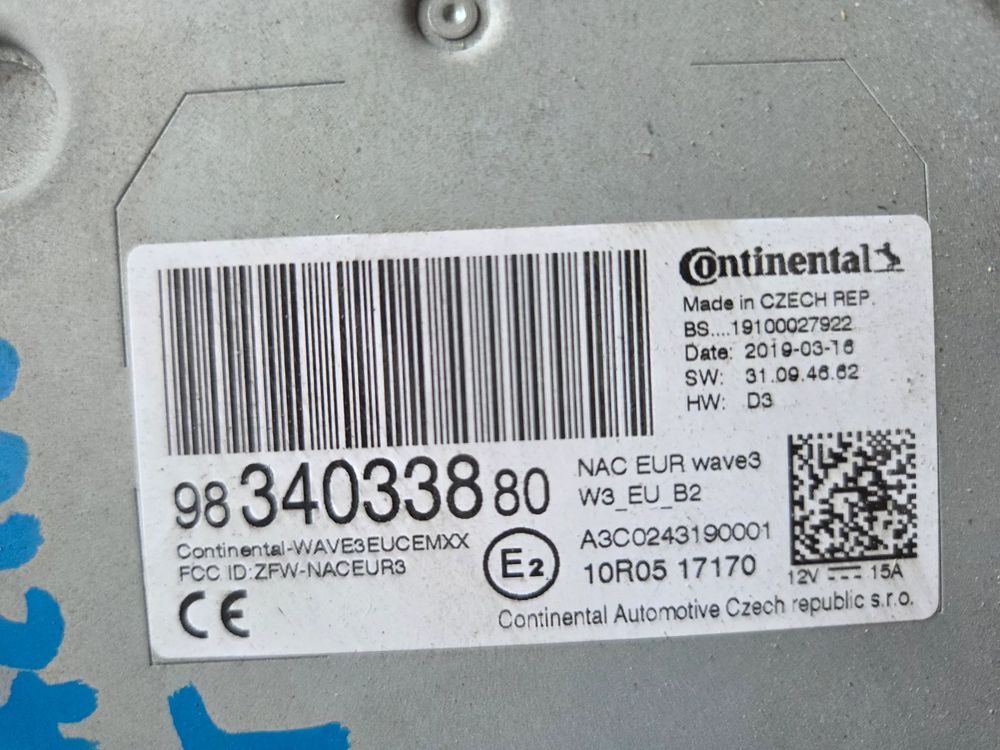 Continental
Made in CZECH REP.
BS....19100027922
Date: 2019-03-16
SW: 31.09.46.62
HW: D3
98 340338 80
NAC EUR wave3
W3_EU_B2
Continental-WAVE3EUCEMXX
FCC ID:ZFW-NACEUR3
E2
A3C0243190001
10R05 17170
12V 15A
CE
Continental Automotive Czech republic s.r.o.